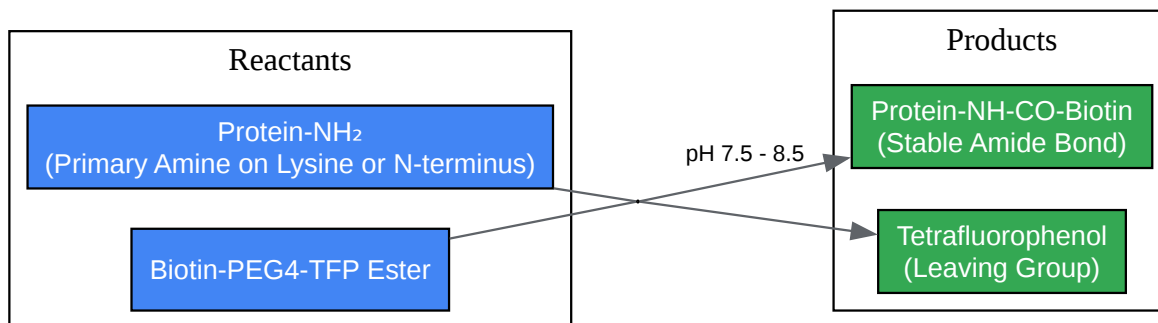 Reactants
Protein-NH₂
(Primary Amine on Lysine or N-terminus)
Biotin-PEG4-TFP Ester
pH 7.5 - 8.5
Products
Protein-NH-CO-Biotin
(Stable Amide Bond)
Tetrafluorophenol
(Leaving Group)